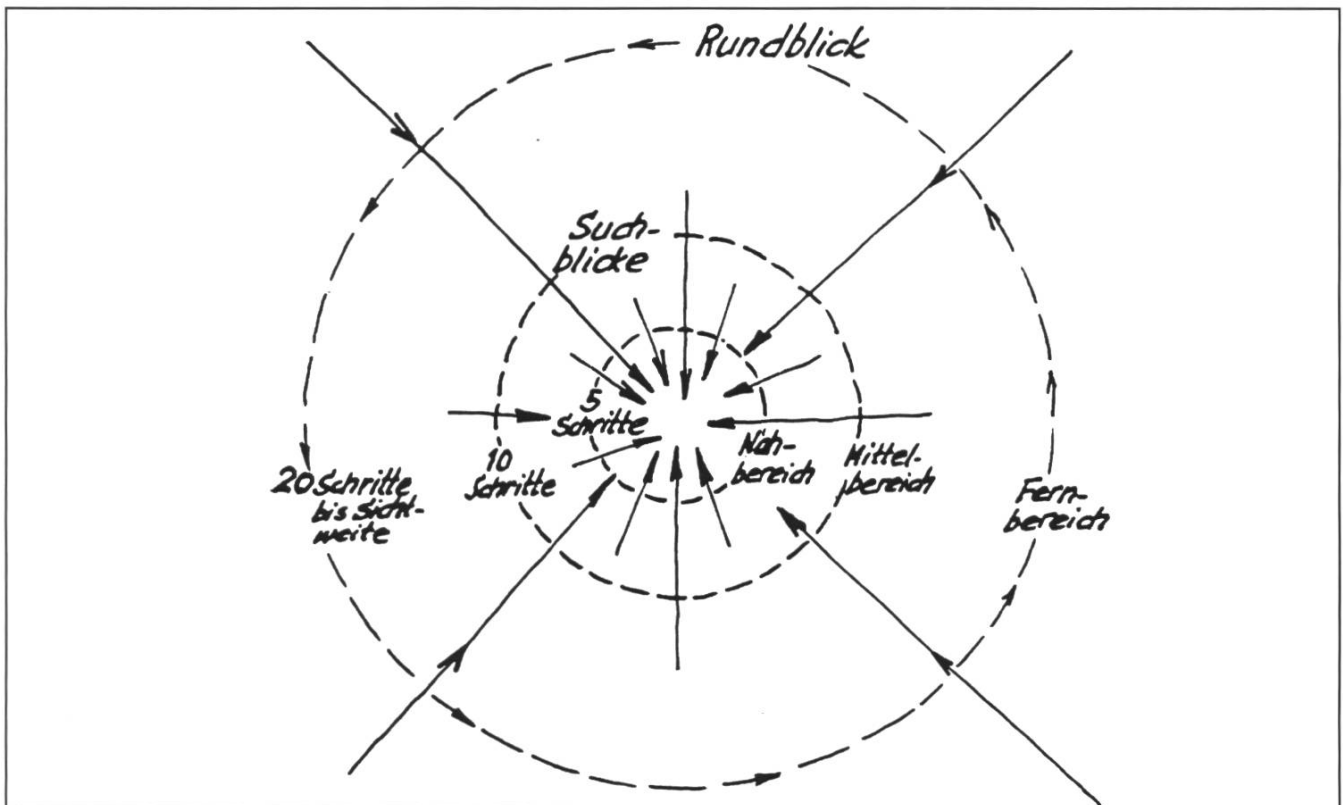 Rundblick
Such-
blicke
5
Schritte
10
Schritte
20 Schritte
bis Sicht-
weite
Nah-
bereich
Mittel-
bereich
Fern-
bereich